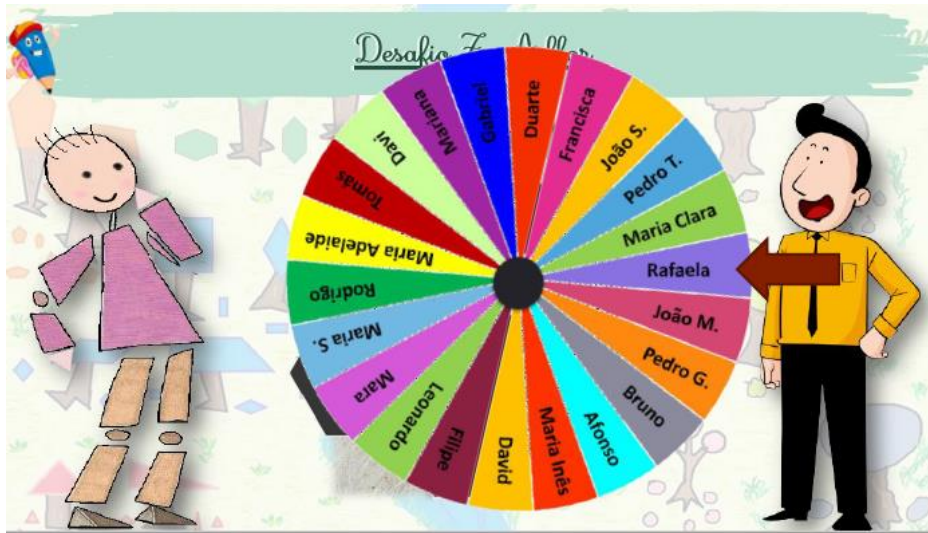 Desafio
Duarte
Francisca
João S.
Pedro T.
Maria Clara
Rafaela
João M.
Pedro G.
Bruno
Afonso
Maria Inês
David
Filipe
Leonardo
Mara
Maria S.
Rodrigo
Maria Adelaide
Tomás
Davi
Mariana
Gabriel